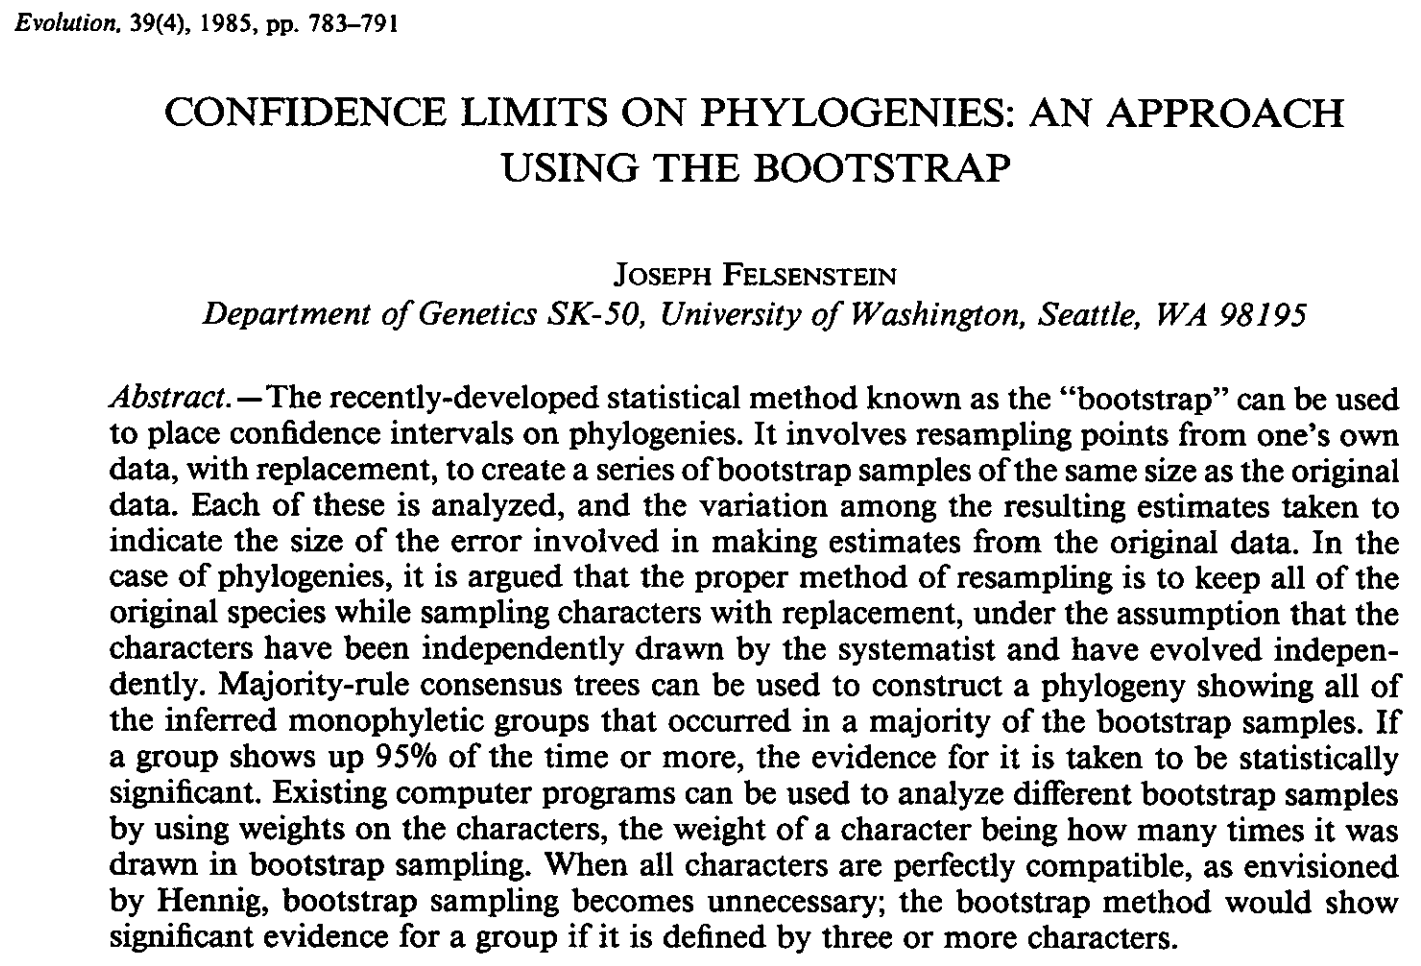 Evolution, 39(4), 1985, pp. 783–791
CONFIDENCE LIMITS ON PHYLOGENIES: AN APPROACH
USING THE BOOTSTRAP
JOSEPH FELSENSTEIN
Department of Genetics SK-50, University of Washington, Seattle, WA 98195
Abstract.—The recently-developed statistical method known as the “bootstrap” can be used
to place confidence intervals on phylogenies. It involves resampling points from one’s own
data, with replacement, to create a series of bootstrap samples of the same size as the original
data. Each of these is analyzed, and the variation among the resulting estimates taken to
indicate the size of the error involved in making estimates from the original data. In the
case of phylogenies, it is argued that the proper method of resampling is to keep all of the
original species while sampling characters with replacement, under the assumption that the
characters have been independently drawn by the systematist and have evolved indepen-
dently. Majority-rule consensus trees can be used to construct a phylogeny showing all of
the inferred monophyletic groups that occurred in a majority of the bootstrap samples. If
a group shows up 95% of the time or more, the evidence for it is taken to be statistically
significant. Existing computer programs can be used to analyze different bootstrap samples
by using weights on the characters, the weight of a character being how many times it was
drawn in bootstrap sampling. When all characters are perfectly compatible, as envisioned
by Hennig, bootstrap sampling becomes unnecessary; the bootstrap method would show
significant evidence for a group if it is defined by three or more characters.